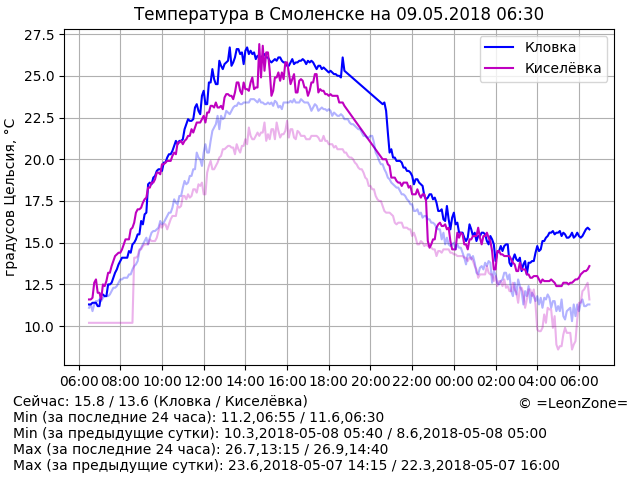 Температура в Смоленске на 09.05.2018 06:30
27.5
25.0
22.5
20.0
17.5
15.0
12.5
10.0
градусов Цельсия, °C
Кловка
Киселёвка
06:00 08:00 10:00 12:00 14:00 16:00 18:00 20:00 22:00 00:00 02:00 04:00 06:00
Сейчас: 15.8 / 13.6 (Кловка / Киселёвка)
© =LeonZone=
Min (за последние 24 часа): 11.2,06:55 / 11.6,06:30
Min (за предыдущие сутки): 10.3,2018-05-08 05:40 / 8.6,2018-05-08 05:00
Max (за последние 24 часа): 26.7,13:15 / 26.9,14:40
Max (за предыдущие сутки): 23.6,2018-05-07 14:15 / 22.3,2018-05-07 16:00